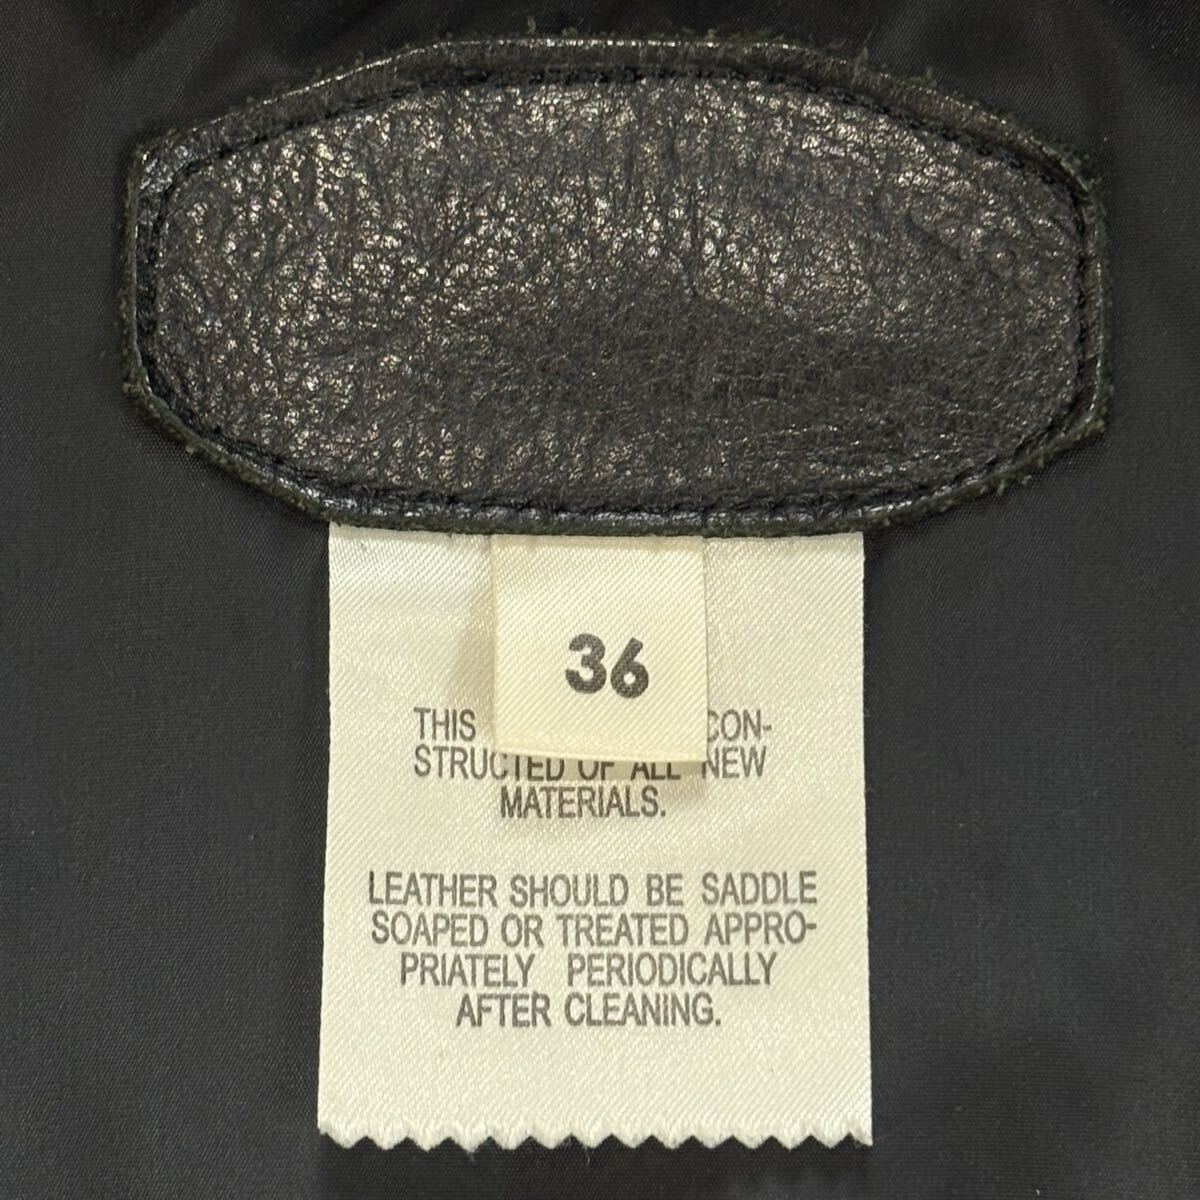 36
THIS CON-
STRUCTED OF ALL NEW
MATERIALS.
LEATHER SHOULD BE SADDLE
SOAPED OR TREATED APPRO-
PRIATELY PERIODICALLY
AFTER CLEANING.